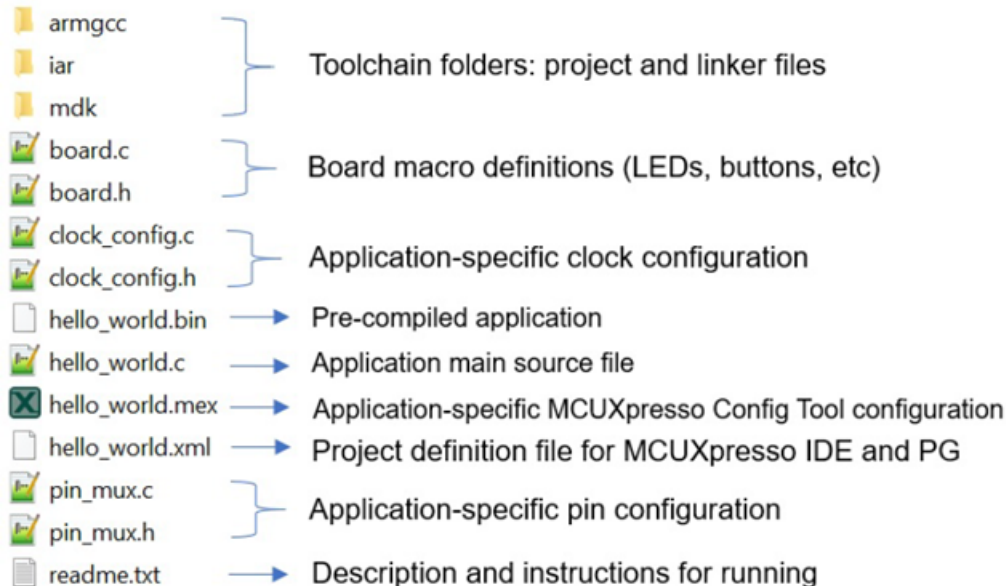 armgcc
iar
mdk
Toolchain folders: project and linker files
board.c
board.h
Board macro definitions (LEDs, buttons, etc)
clock_config.c
clock_config.h
Application-specific clock configuration
hello_world.bin Pre-compiled application
hello_world.c Application main source file
hello_world.mex Application-specific MCUXpresso Config Tool configuration
hello_world.xml Project definition file for MCUXpresso IDE and PG
pin_mux.c
pin_mux.h
Application-specific pin configuration
readme.txt Description and instructions for running